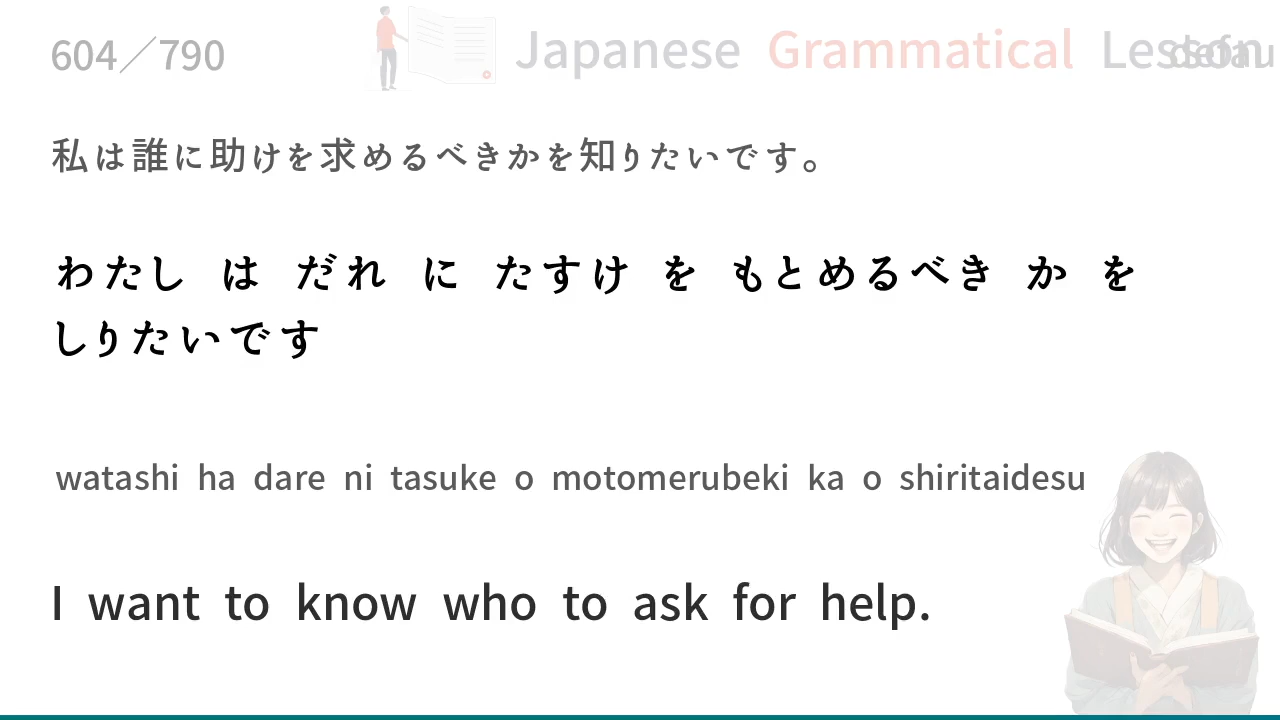 604／790
Japanese Grammatical Lesson
私は誰に助けを求めるべきかを知りたいです。
わたし は だれ に たすけ を もとめるべき か を
しりたいです
watashi ha dare ni tasuke o motomerubeki ka o shiritaidesu
I want to know who to ask for help.